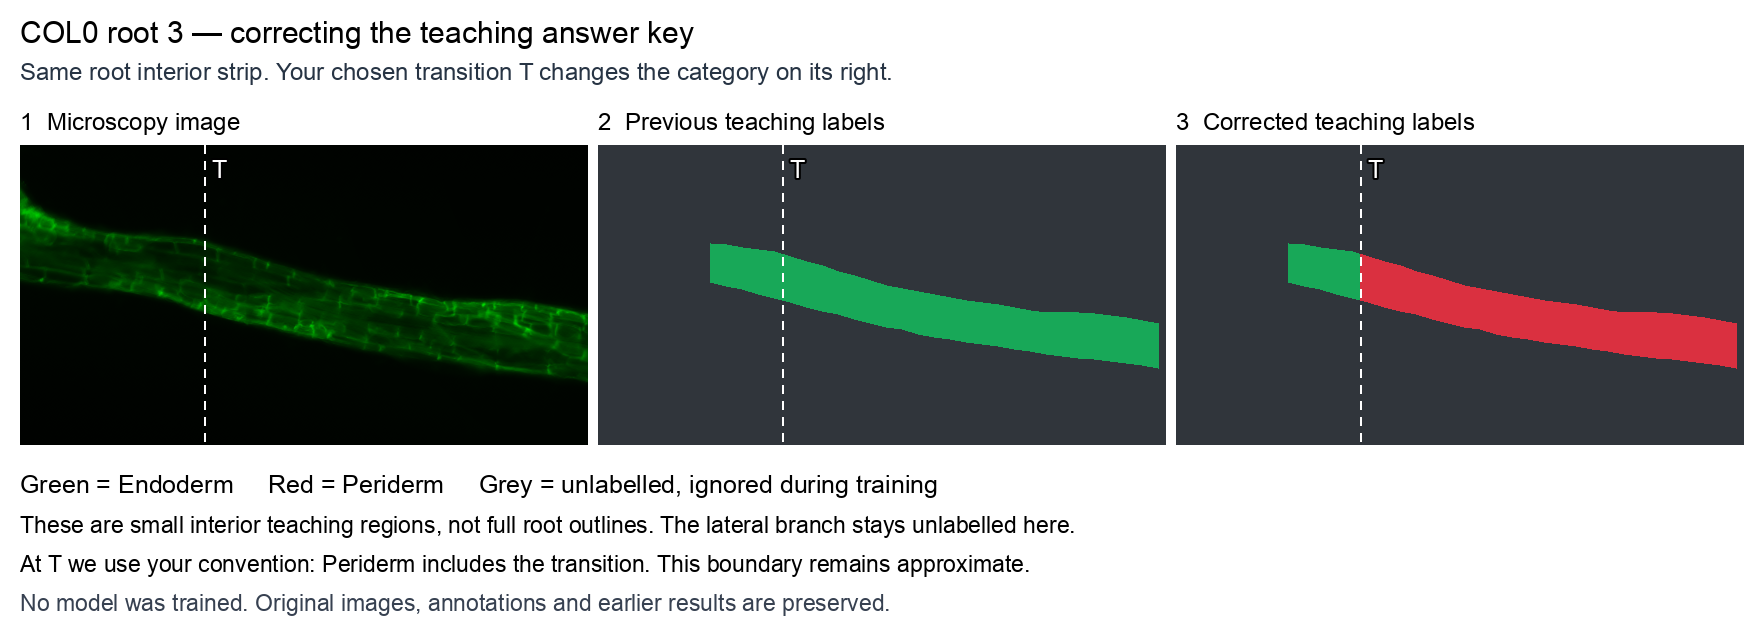 COL0 root 3 — correcting the teaching answer key
Same root interior strip. Your chosen transition T changes the category on its right.
1 Microscopy image
2 Previous teaching labels
3 Corrected teaching labels
T
T
T
Green = Endoderm Red = Periderm Grey = unlabelled, ignored during training
These are small interior teaching regions, not full root outlines. The lateral branch stays unlabelled here.
At T we use your convention: Periderm includes the transition. This boundary remains approximate.
No model was trained. Original images, annotations and earlier results are preserved.